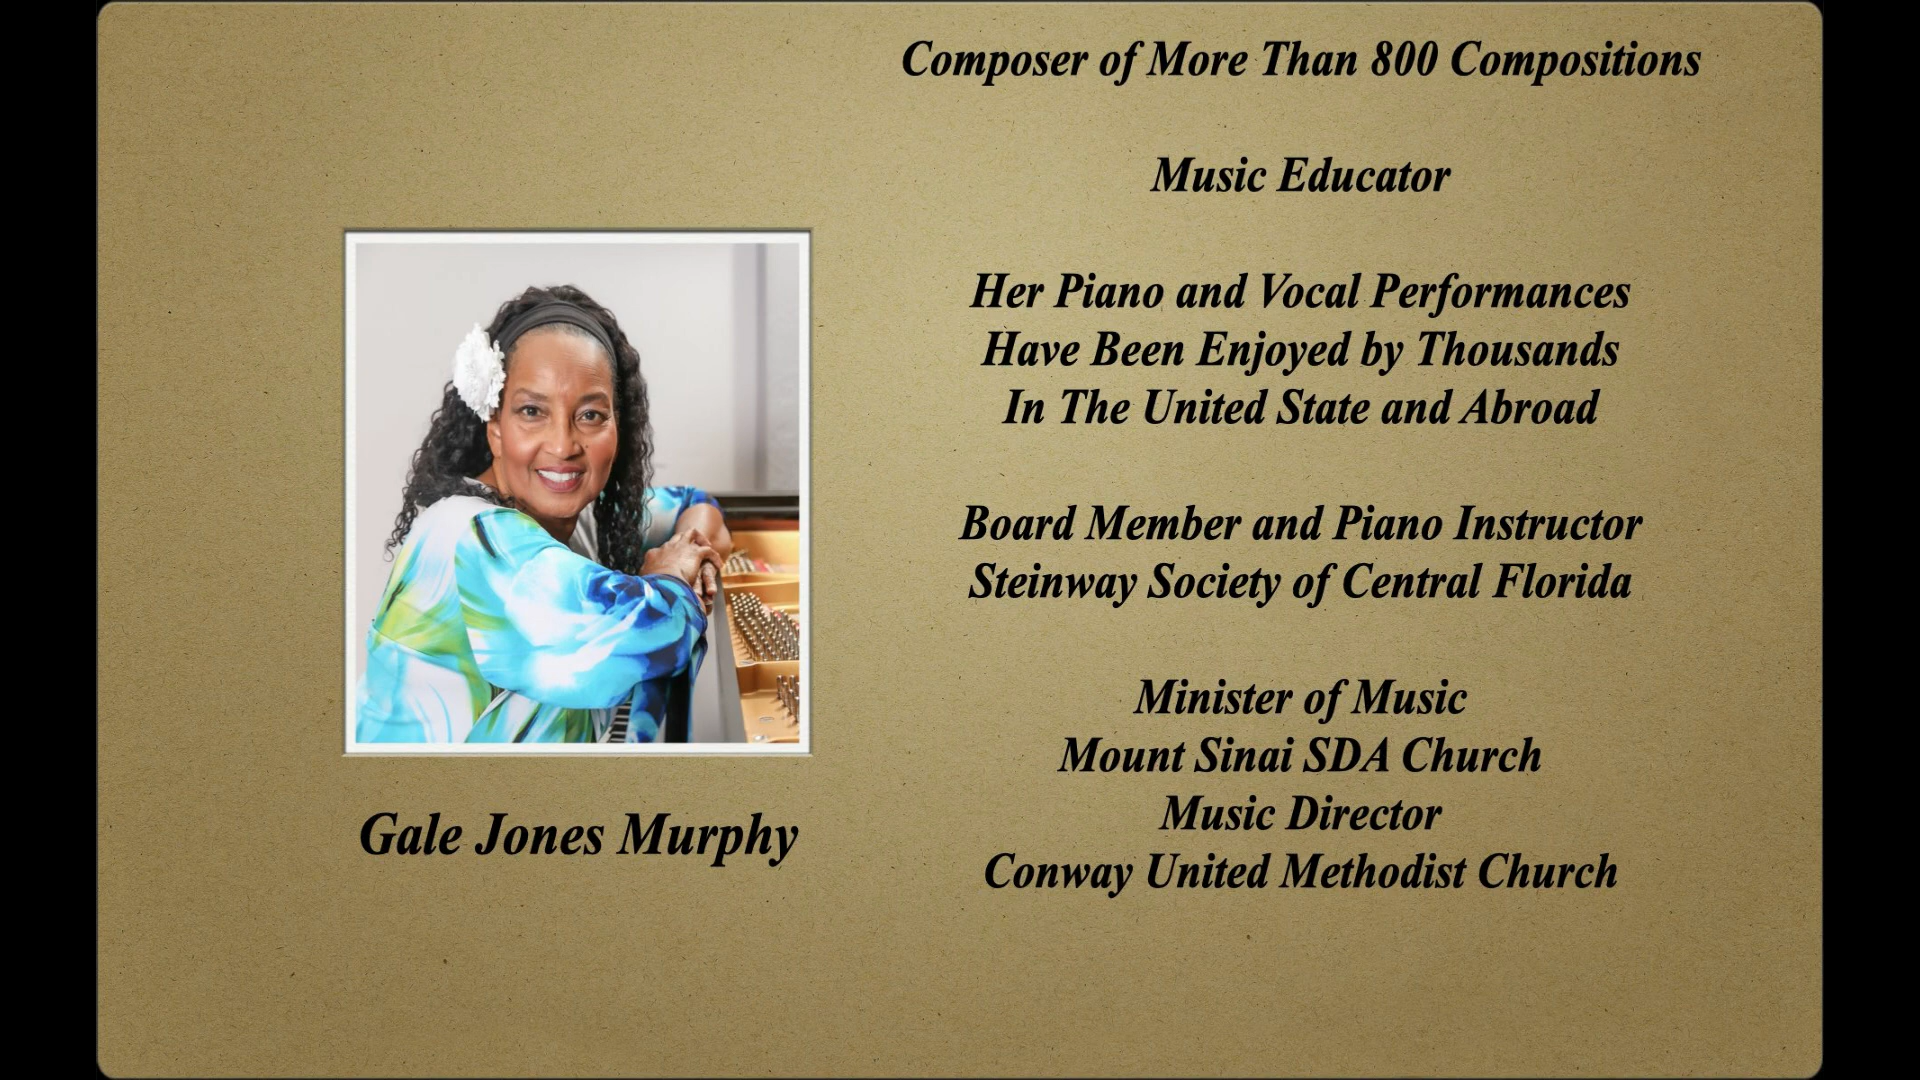 Composer of More Than 800 Compositions
Music Educator
Her Piano and Vocal Performances
Have Been Enjoyed by Thousands
In The United State and Abroad
Board Member and Piano Instructor
Steinway Society of Central Florida
Minister of Music
Mount Sinai SDA Church
Music Director
Conway United Methodist Church
Gale Jones Murphy